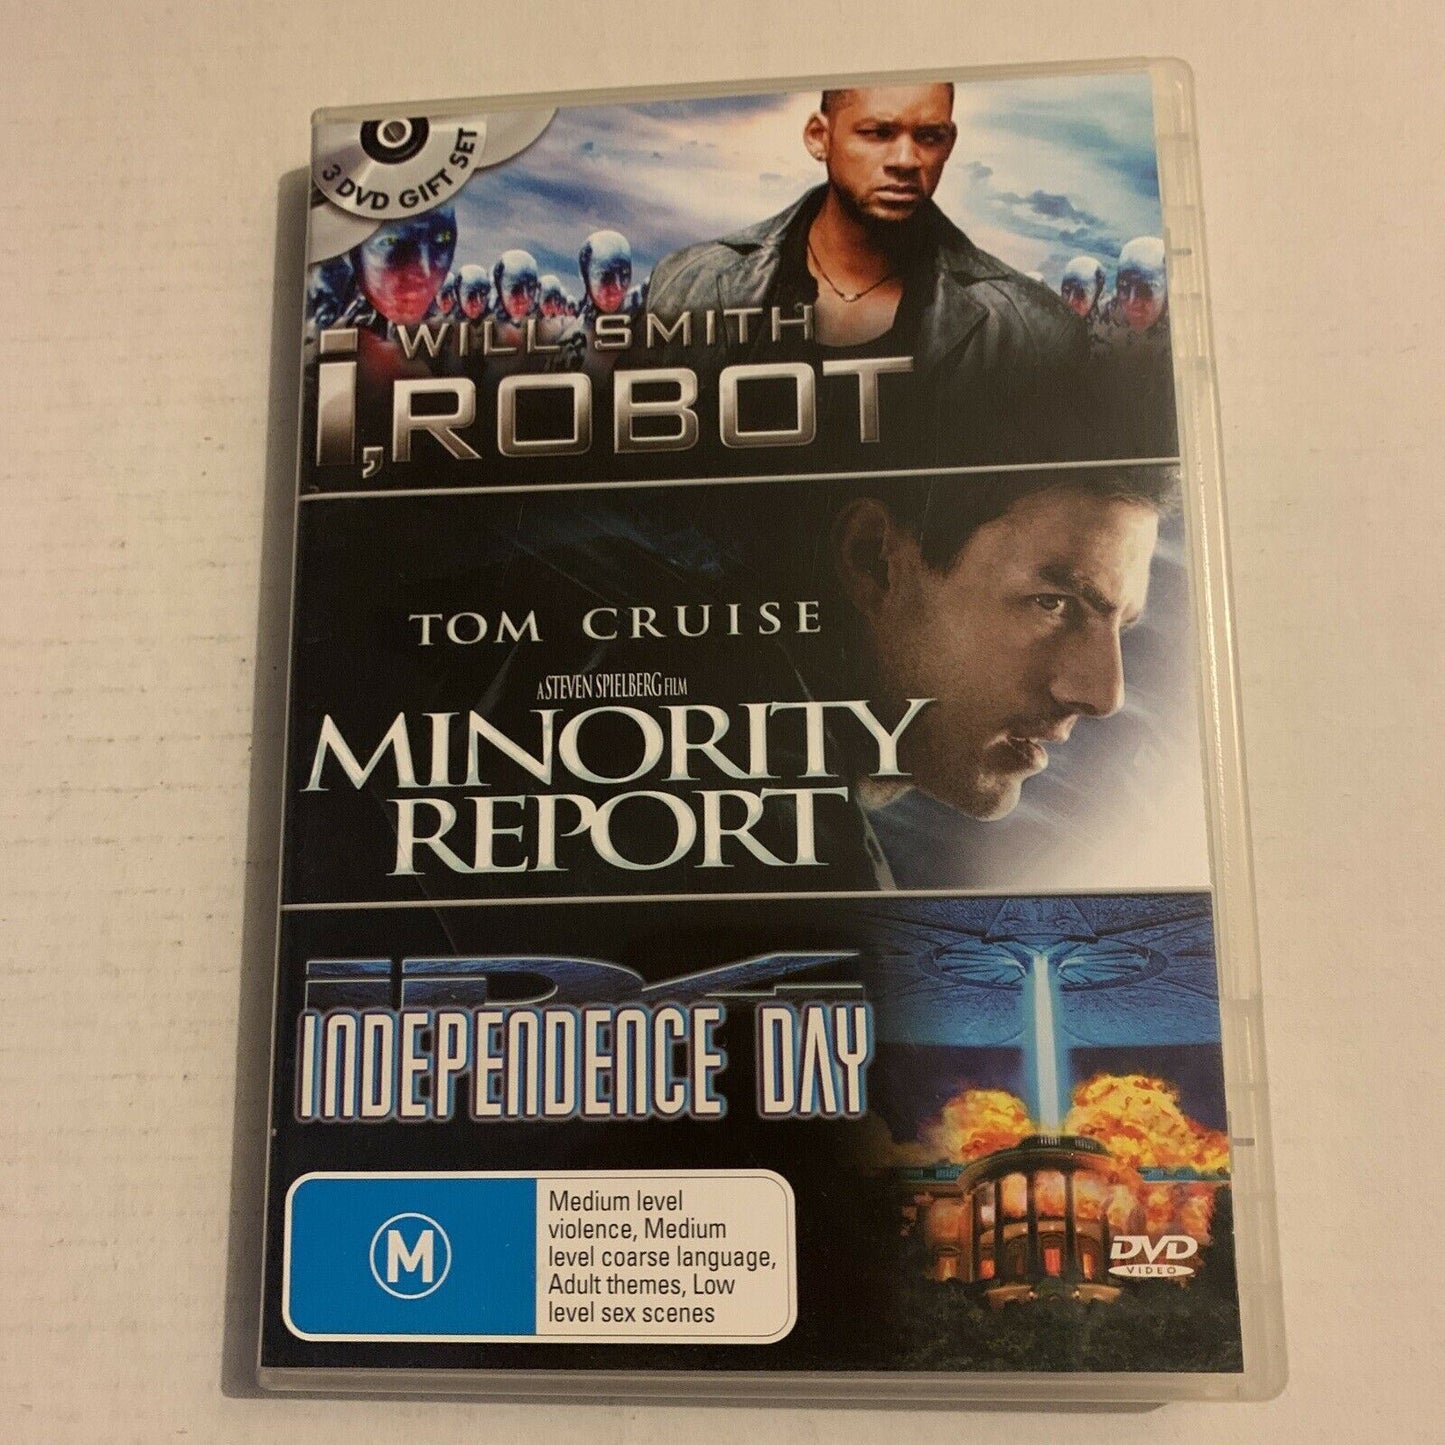 3 DVD GIFT SET
WILL SMITH
i, ROBOT
TOM CRUISE
A STEVEN SPIELBERG FILM
MINORITY
REPORT
ID4
INDEPENDENCE DAY
M
Medium level
violence, Medium
level coarse language,
Adult themes, Low
level sex scenes
DVD
VIDEO